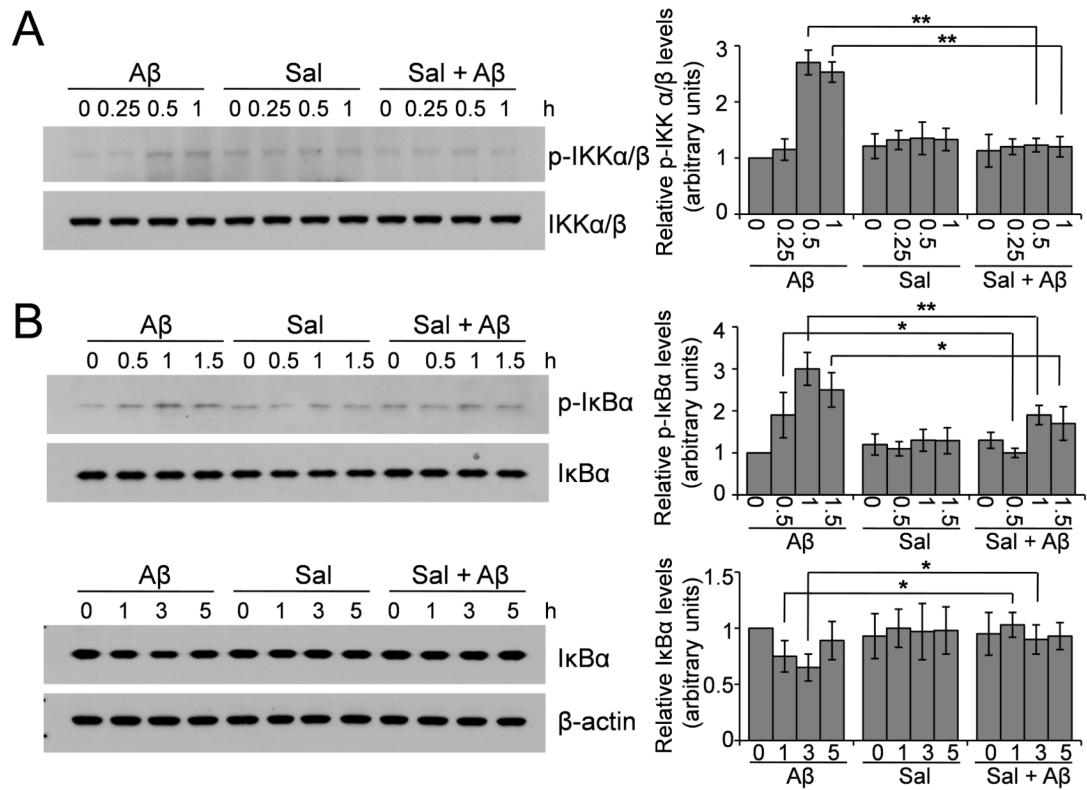 A
Aβ Sal Sal + Aβ
0 0.25 0.5 1 0 0.25 0.5 1 0 0.25 0.5 1 h
p-IKKα/β
IKKα/β
Relative p-IKK α/β levels
(arbitrary units)
** 
**
3
2
1
0
0 0.25 0.5 1 0 0.25 0.5 1 0 0.25 0.5 1
Aβ Sal Sal + Aβ
B
Aβ Sal Sal + Aβ
0 0.5 1 1.5 0 0.5 1 1.5 0 0.5 1 1.5 h
p-IκBα
IκBα
Relative p-IκBα levels
(arbitrary units)
**
*
*
4
3
2
1
0
0 0.5 1 1.5 0 0.5 1 1.5 0 0.5 1 1.5
Aβ Sal Sal + Aβ
Aβ Sal Sal + Aβ
0 1 3 5 0 1 3 5 0 1 3 5 h
IκBα
β-actin
Relative IκBα levels
(arbitrary units)
*
*
1.5
1
0.5
0
0 1 3 5 0 1 3 5 0 1 3 5
Aβ Sal Sal + Aβ